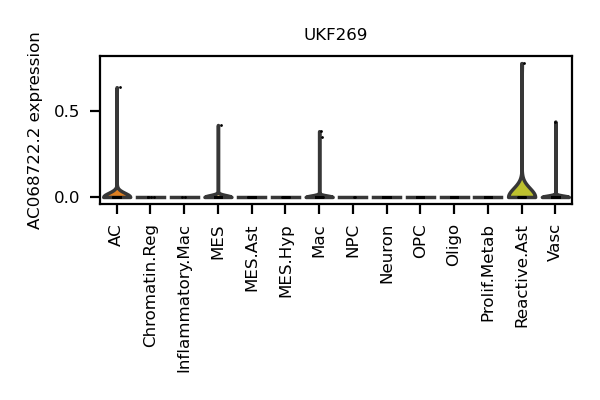 UKF269
AC068722.2 expression
0.5
0.0
AC
Chromatin.Reg
Inflammatory.Mac
MES
MES.Ast
MES.Hyp
Mac
NPC
Neuron
OPC
Oligo
Prolif.Metab
Reactive.Ast
Vasc